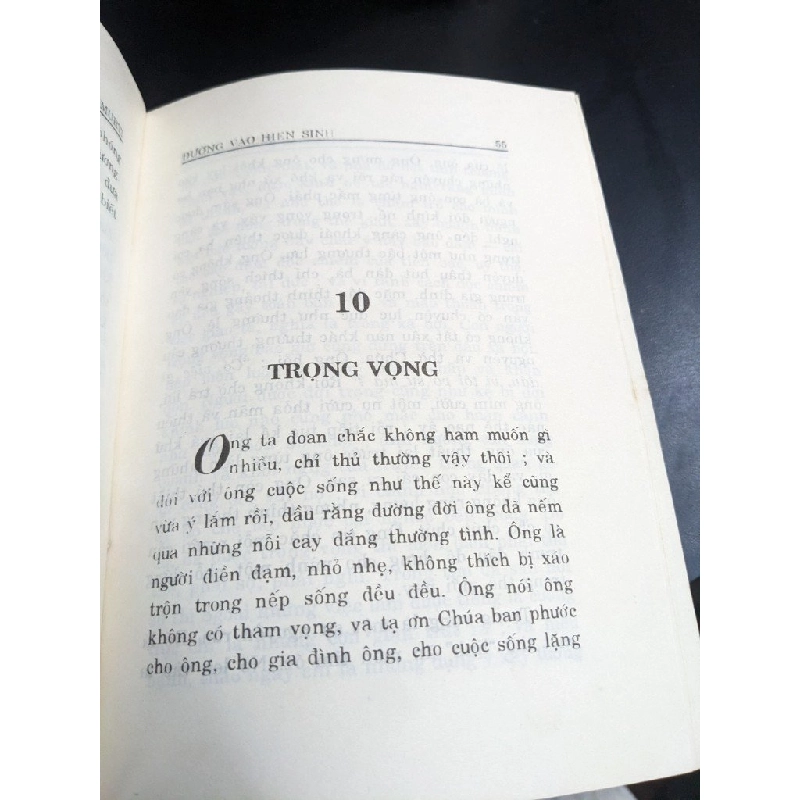 ĐƯỜNG VÀO HIỆN SINH 55
10
TRỌNG VỌNG
Ông ta đoan chắc không ham muốn gì
nhiều, chỉ thủ thường vậy thôi ; và
đối với ông cuộc sống như thế này kể cũng
vừa ý lắm rồi, dầu rằng đường đời ông đã nếm
qua những nỗi cay đắng thường tình. Ông là
người điềm đạm, nhỏ nhẹ, không thích bị xáo
trộn trong nếp sống đều đều. Ông nói ông
không có tham vọng, và tạ ơn Chúa ban phước
cho ông, cho gia đình ông, cho cuộc sống lặng